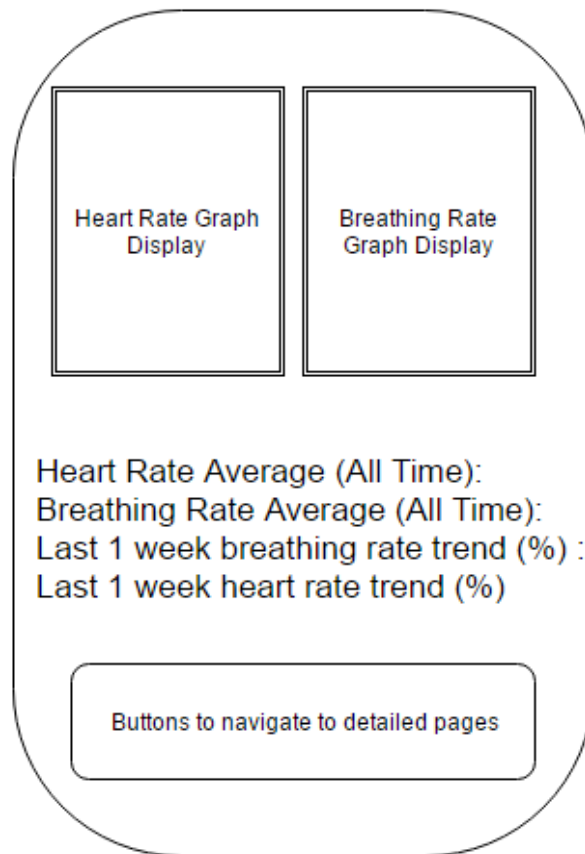 Heart Rate Graph
Display
Breathing Rate
Graph Display
Heart Rate Average (All Time):
Breathing Rate Average (All Time):
Last 1 week breathing rate trend (%) :
Last 1 week heart rate trend (%)
Buttons to navigate to detailed pages